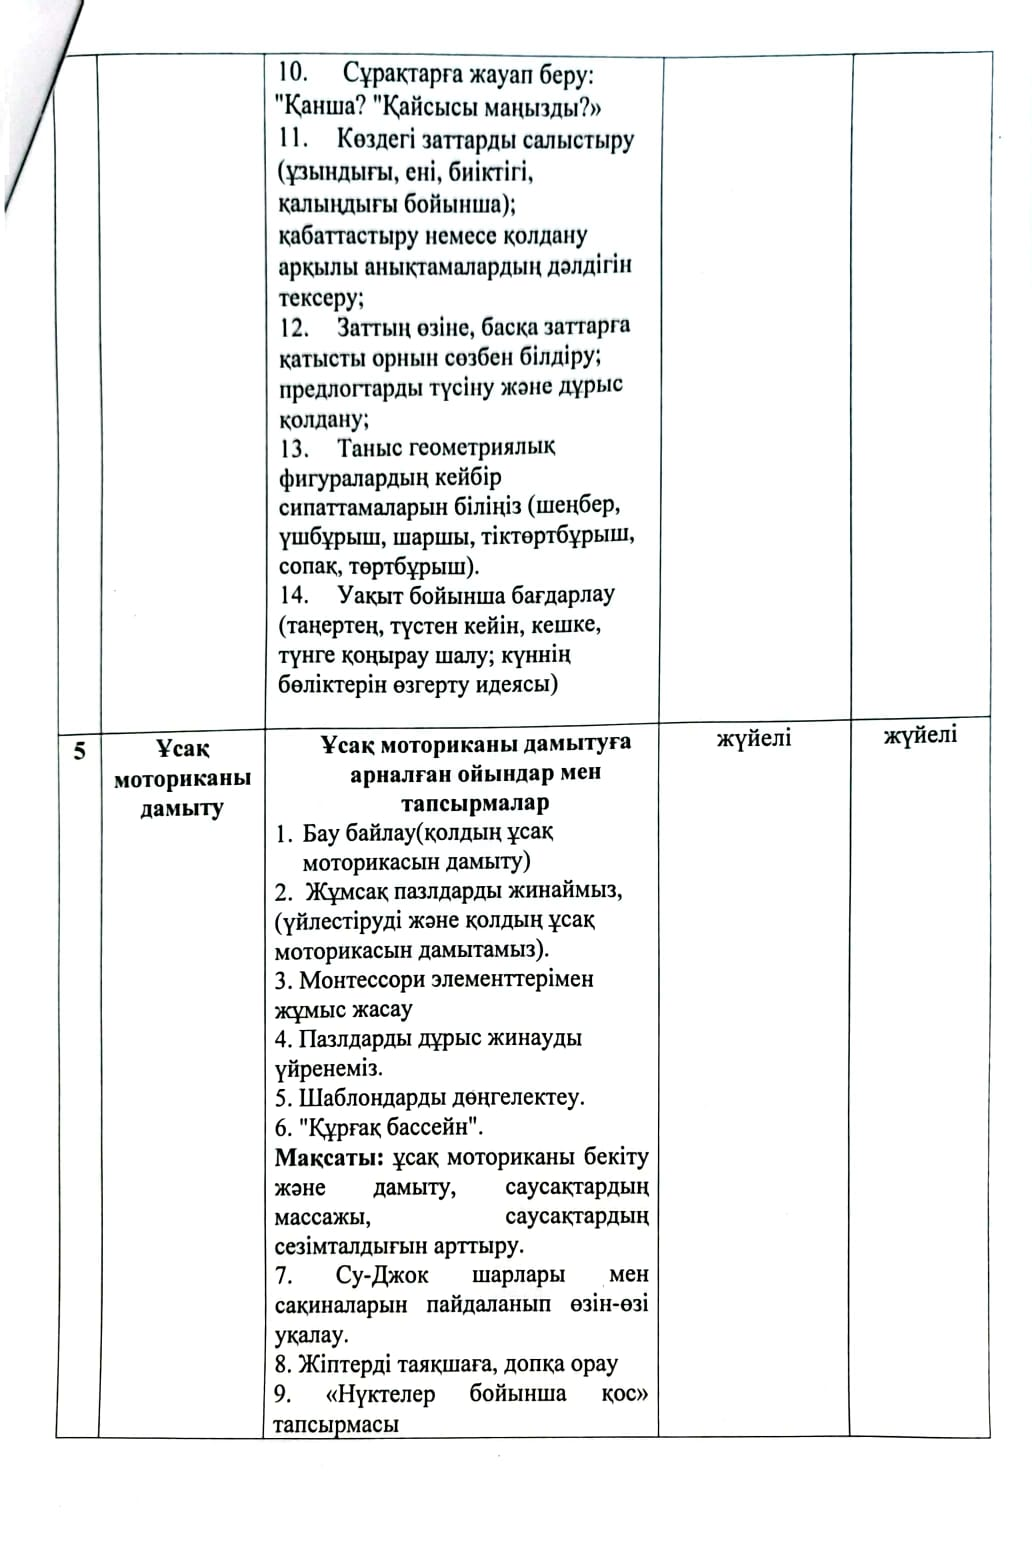 10. Сұрақтарға жауап беру:
"Қанша? "Қайсысы маңызды?»
11. Көздегі заттарды салыстыру
(ұзындығы, ені, биіктігі,
қалыңдығы бойынша);
қабаттастыру немесе қолдану
арқылы анықтамалардың дәлдігін
тексеру;
12. Заттың өзіне, басқа заттарға
қатысты орнын сөзбен білдіру;
предлогтарды түсіну және дұрыс
қолдану;
13. Таныс геометриялық
фигуралардың кейбір
сипаттамаларын біліңіз (шеңбер,
үшбұрыш, шаршы, тіктөртбұрыш,
сопақ, төртбұрыш).
14. Уақыт бойынша бағдарлау
(таңертең, түстен кейін, кешке,
түнге қоңырау шалу; күннің
бөліктерін өзгерту идеясы)
5
Ұсақ
моториканы
дамыту
Ұсақ моториканы дамытуға
арналған ойындар мен
тапсырмалар
1. Бау байлау(қолдың ұсақ
моторикасын дамыту)
2. Жұмсақ пазлдарды жинаймыз,
(үйлестіруді және қолдың ұсақ
моторикасын дамытамыз).
3. Монтессори элементтерімен
жұмыс жасау
4. Пазлдарды дұрыс жинауды
үйренеміз.
5. Шаблондарды дөңгелектеу.
6. "Құрғақ бассейн".
Мақсаты: ұсақ моториканы бекіту
және дамыту, саусақтардың
массажы, саусақтардың
сезімталдығын арттыру.
7. Су-Джок шарлары мен
сақиналарын пайдаланып өзін-өзі
уқалау.
8. Жіптерді таяқшаға, допқа орау
9. «Нүктелер бойынша қос»
тапсырмасы
жүйелі
жүйелі